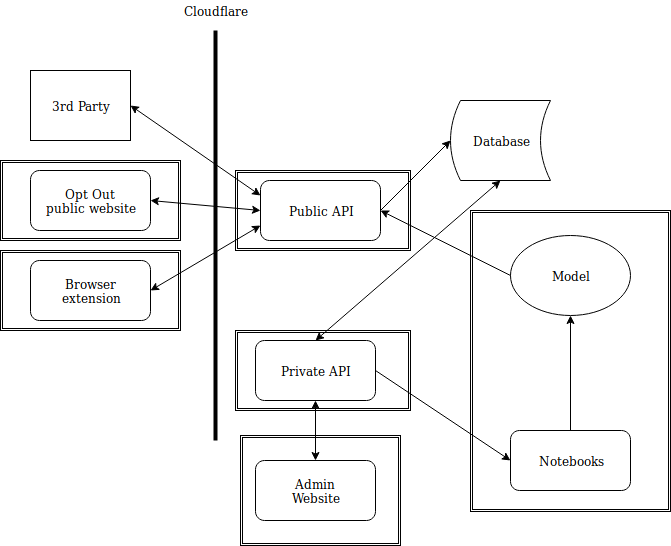 Cloudflare
3rd Party
Database
Opt Out
public website
Public API
Browser
extension
Model
Private API
Notebooks
Admin
Website